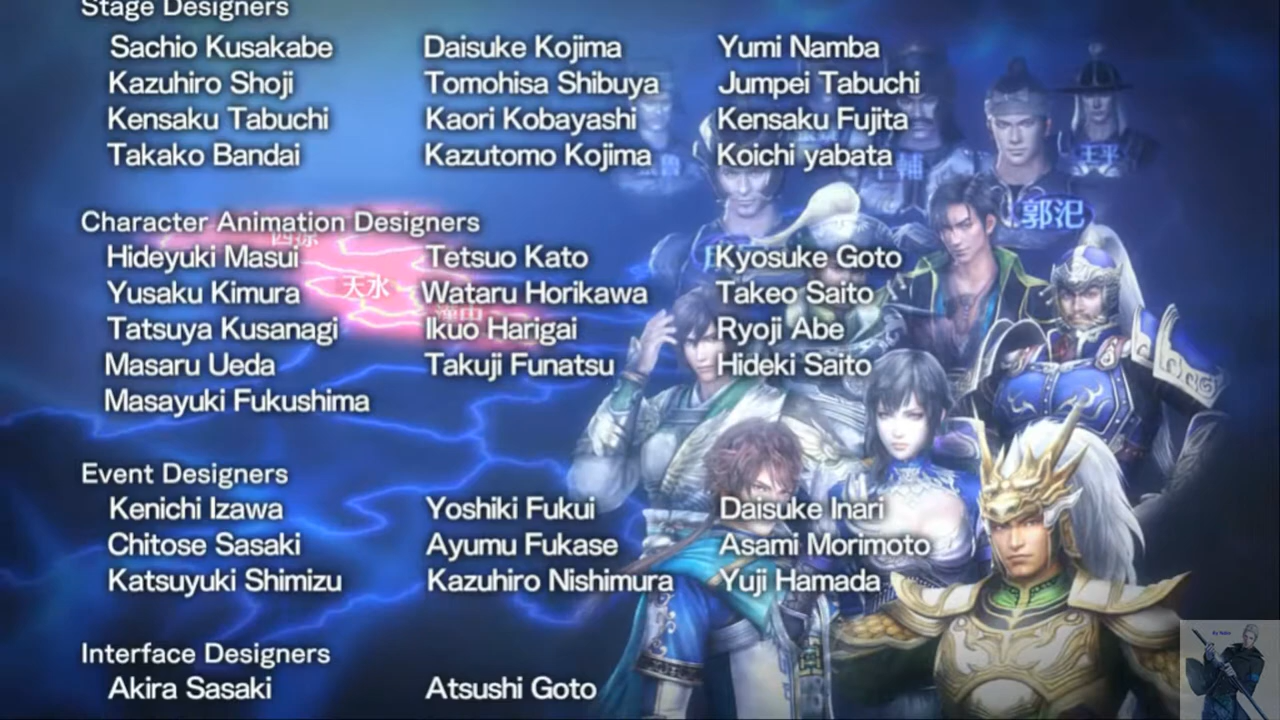 Stage Designers
Sachio Kusakabe Daisuke Kojima Yumi Namba
Kazuhiro Shoji Tomohisa Shibuya Jumpei Tabuchi
Kensaku Tabuchi Kaori Kobayashi Kensaku Fujita
Takako Bandai Kazutomo Kojima Koichi yabata
王平
郭汜
Character Animation Designers
Hideyuki Masui Tetsuo Kato Kyosuke Goto
天水
Yusaku Kimura Wataru Horikawa Takeo Saito
Tatsuya Kusanagi Ikuo Harigai Ryoji Abe
Masaru Ueda Takuji Funatsu Hideki Saito
Masayuki Fukushima
Event Designers
Kenichi Izawa Yoshiki Fukui Daisuke Inari
Chitose Sasaki Ayumu Fukase Asami Morimoto
Katsuyuki Shimizu Kazuhiro Nishimura Yuji Hamada
Interface Designers
Akira Sasaki Atsushi Goto